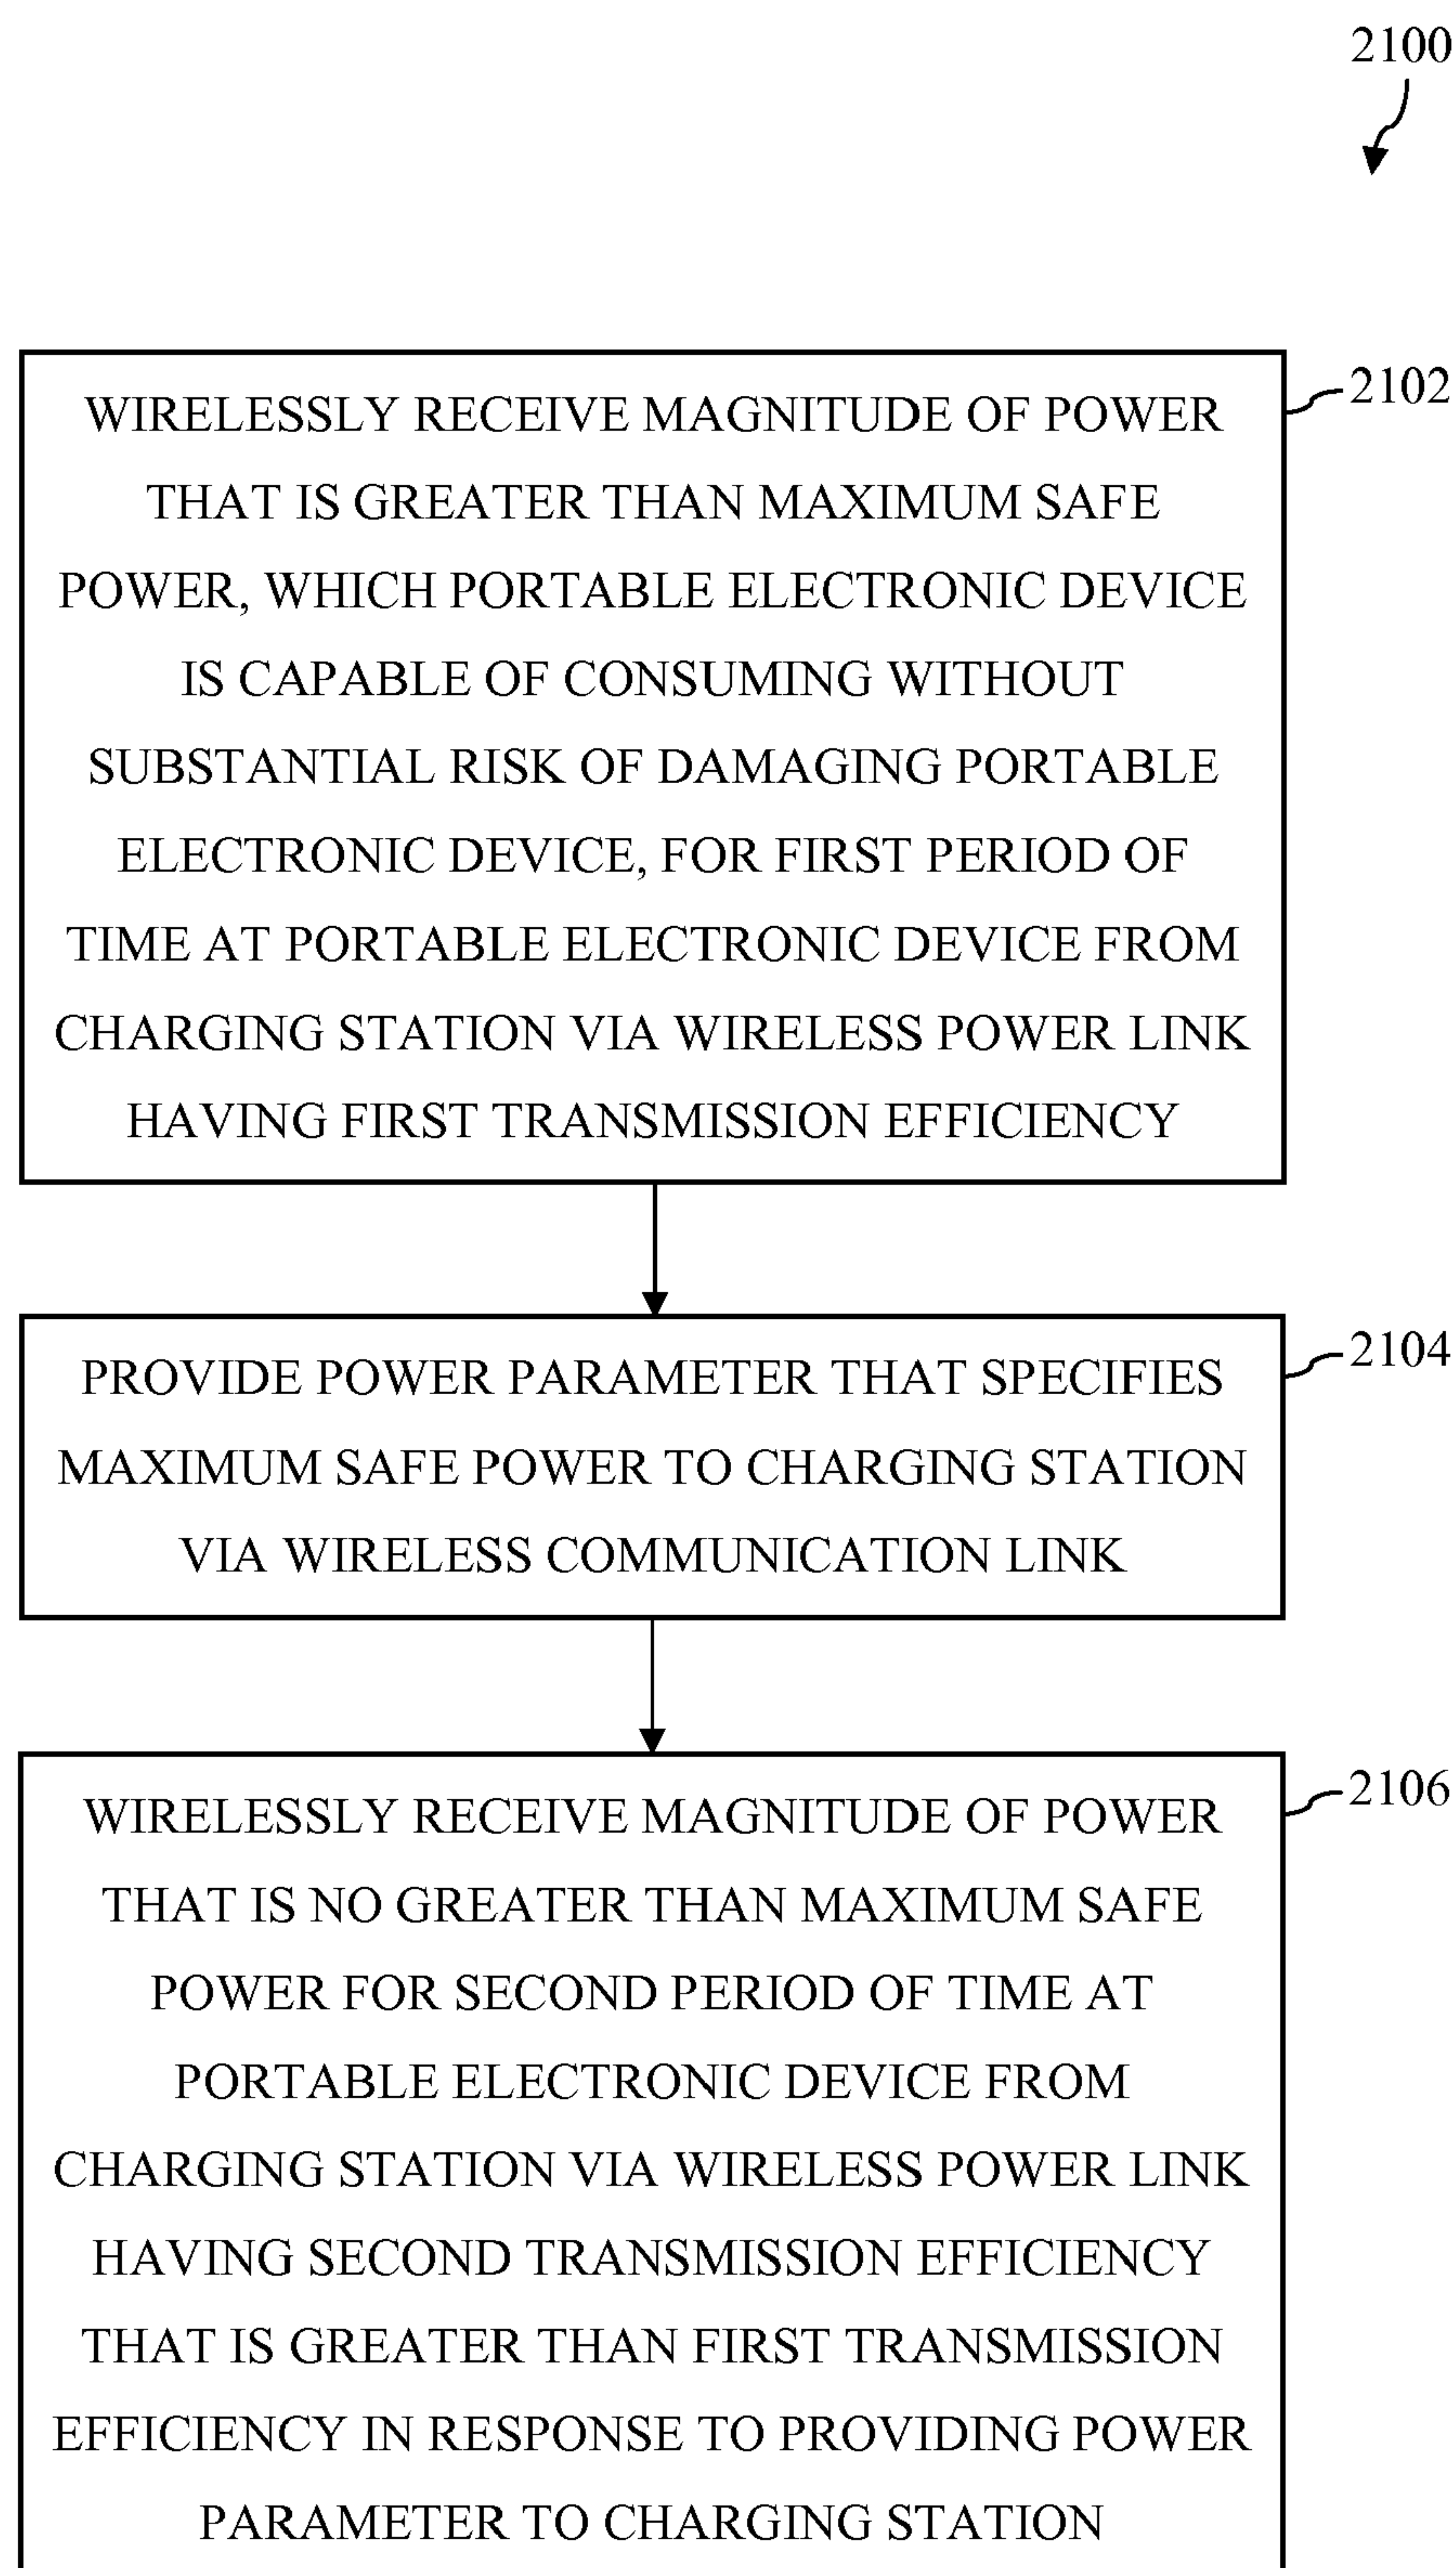 2100
WIRELESSLY RECEIVE MAGNITUDE OF POWER
2102
THAT IS GREATER THAN MAXIMUM SAFE
POWER, WHICH PORTABLE ELECTRONIC DEVICE
IS CAPABLE OF CONSUMING WITHOUT
SUBSTANTIAL RISK OF DAMAGING PORTABLE
ELECTRONIC DEVICE, FOR FIRST PERIOD OF
TIME AT PORTABLE ELECTRONIC DEVICE FROM
CHARGING STATION VIA WIRELESS POWER LINK
HAVING FIRST TRANSMISSION EFFICIENCY
PROVIDE POWER PARAMETER THAT SPECIFIES
2104
MAXIMUM SAFE POWER TO CHARGING STATION
VIA WIRELESS COMMUNICATION LINK
WIRELESSLY RECEIVE MAGNITUDE OF POWER
2106
THAT IS NO GREATER THAN MAXIMUM SAFE
POWER FOR SECOND PERIOD OF TIME AT
PORTABLE ELECTRONIC DEVICE FROM
CHARGING STATION VIA WIRELESS POWER LINK
HAVING SECOND TRANSMISSION EFFICIENCY
THAT IS GREATER THAN FIRST TRANSMISSION
EFFICIENCY IN RESPONSE TO PROVIDING POWER
PARAMETER TO CHARGING STATION